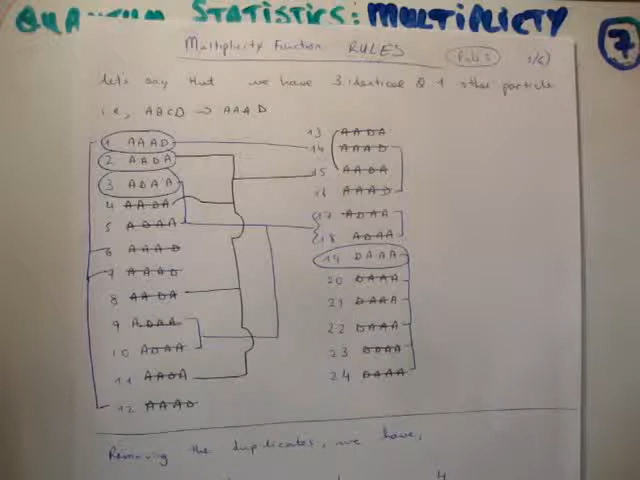 QUANTUM STATISTICS: MULTIPLICTY
7
Multiplicity Function RULES
Let's say that we have 3 identical & 1 other particle
i.e., ABCD → AAAD
1 AAAD
2 AADA
3 ADAA
4 AADA
5 ADAA
6 AAAD
7 AAAD
8 AADA
9 ADAA
10 ADAA
11 AADA
12 AAAD
13 AADA
14 AAAD
15 AADA
16 AAAD
17 ADAA
18 ADAA
19 DAAA
20 DAAA
21 DAAA
22 DAAA
23 DAAA
24 DAAA
Removing the duplicates, we have,
4